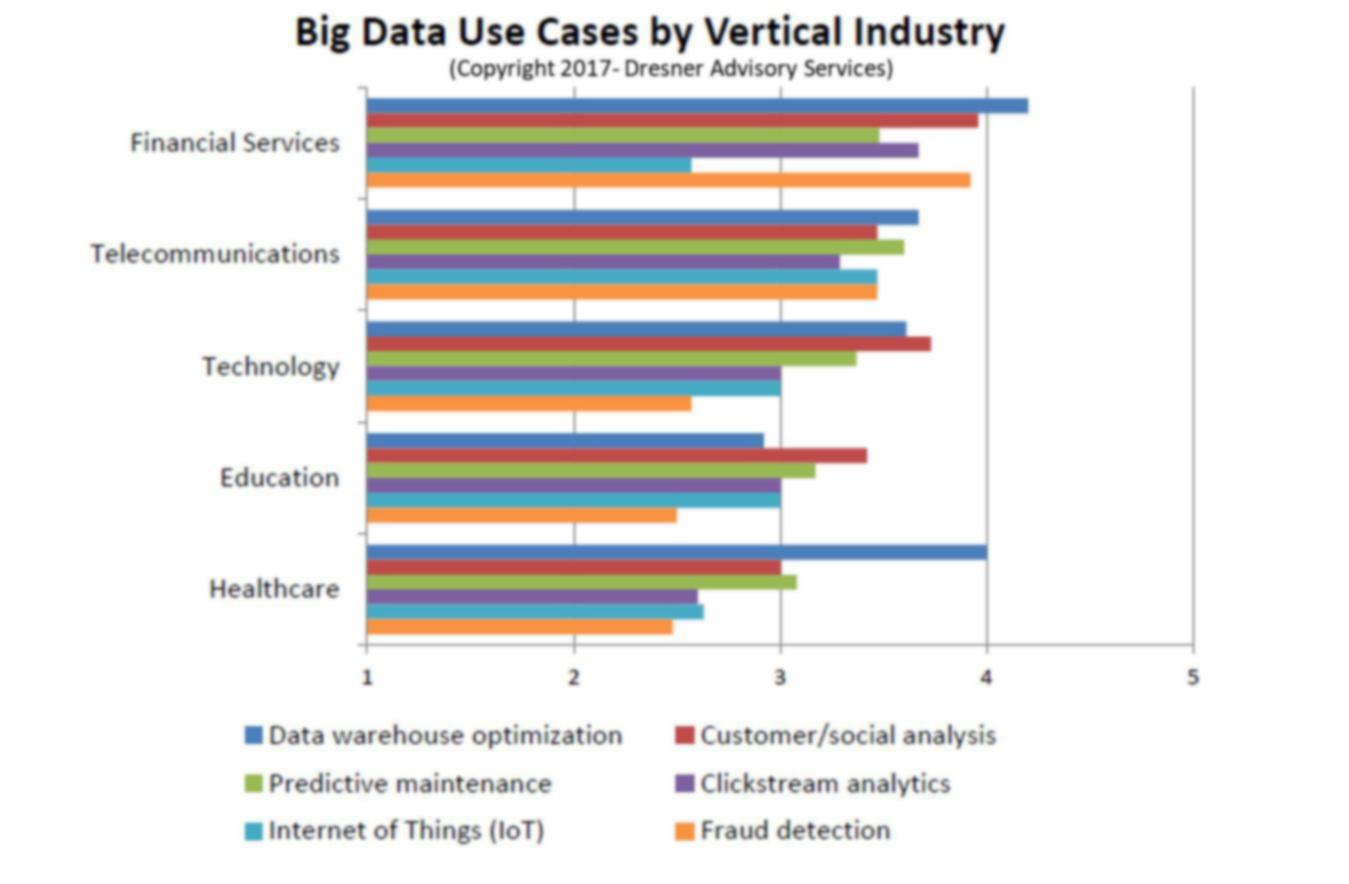 Big Data Use Cases by Vertical Industry
(Copyright 2017- Dresner Advisory Services)
Financial Services
Telecommunications
Technology
Education
Healthcare
1 2 3 4 5
Data warehouse optimization Customer/social analysis
Predictive maintenance Clickstream analytics
Internet of Things (IoT) Fraud detection